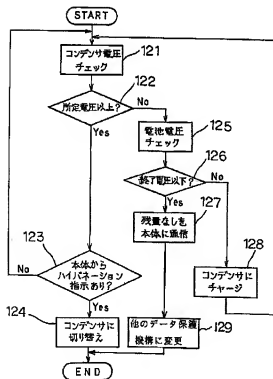 START
コンデンサ電圧
チェック
121
所定電圧以上?
122
No
Yes
電池電圧
チェック
125
終了電圧以下?
126
No
Yes
残量なしを
本体に通信
127
本体から
ハイバネーション
指示あり?
123
No
Yes
コンデンサに
チャージ
128
コンデンサに
切り替え
124
他のデータ保護
機構に変更
129
END